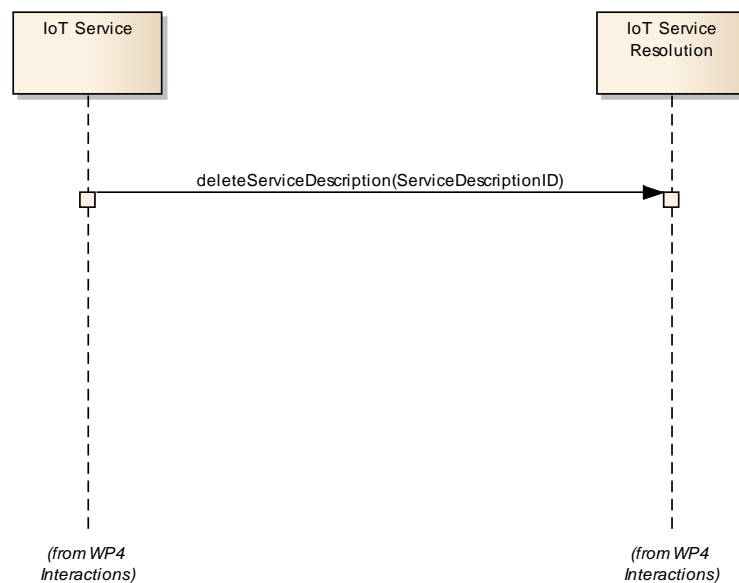 IoT Service
IoT Service
Resolution
deleteServiceDescription(ServiceDescriptionID)
(from WP4
Interactions)
(from WP4
Interactions)